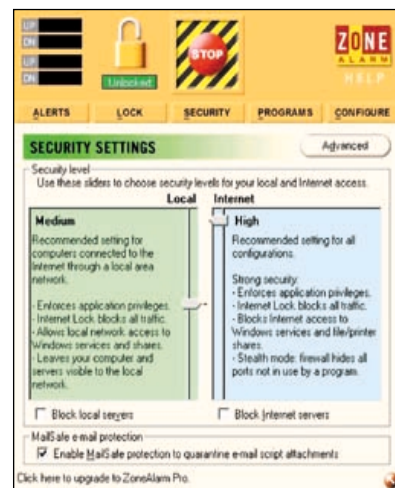 UP
DN
UP
DN
Unlocked
STOP
ZONE
ALARM
HELP
ALERTS
LOCK
SECURITY
PROGRAMS
CONFIGURE
SECURITY SETTINGS
Advanced
Security level
Use these sliders to choose security levels for your local and Internet access.
Local Internet
Medium
Recommended setting for
computers connected to the
Internet through a local area
network.
- Enforces application privileges.
- Internet Lock blocks all traffic.
- Allows local network access to
Windows services and shares.
- Leaves your computer and
servers visible to the local
network.
High
Recommended setting for all
configurations.
Strong security:
- Enforces application privileges.
- Internet Lock blocks all traffic.
- Blocks Internet access to
Windows services and file/printer
shares.
- Stealth mode: firewall hides all
ports not in use by a program.
Block local servers
Block Internet servers
MailSafe e-mail protection
Enable MailSafe protection to quarantine e-mail script attachments
Click here to upgrade to ZoneAlarm Pro.